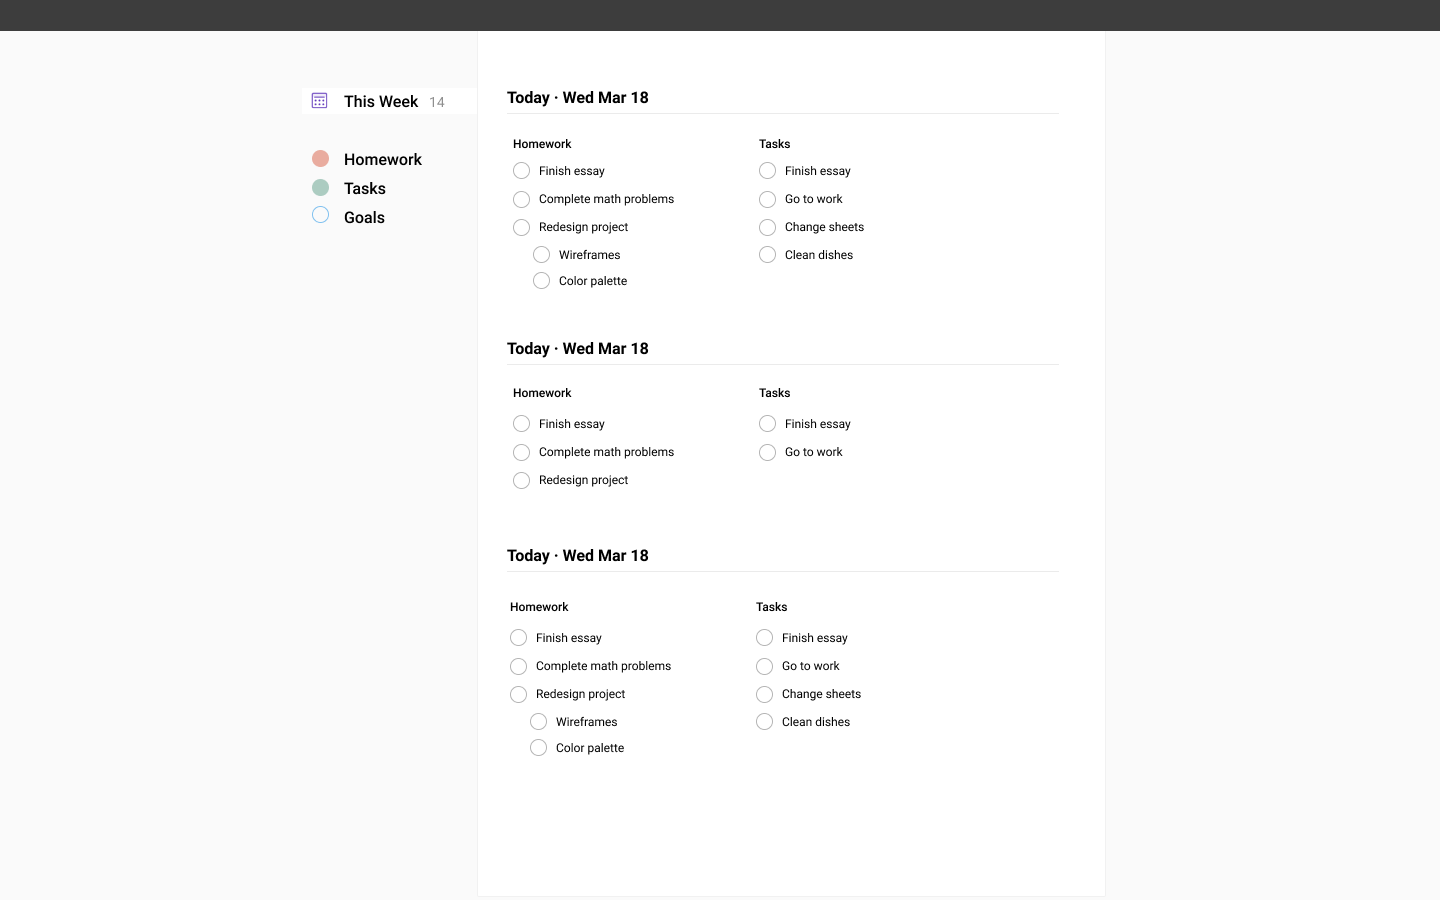 This Week 14
Homework
Tasks
Goals
Today · Wed Mar 18
Homework
Finish essay
Complete math problems
Redesign project
Wireframes
Color palette
Tasks
Finish essay
Go to work
Change sheets
Clean dishes
Today · Wed Mar 18
Homework
Finish essay
Complete math problems
Redesign project
Tasks
Finish essay
Go to work
Today · Wed Mar 18
Homework
Finish essay
Complete math problems
Redesign project
Wireframes
Color palette
Tasks
Finish essay
Go to work
Change sheets
Clean dishes